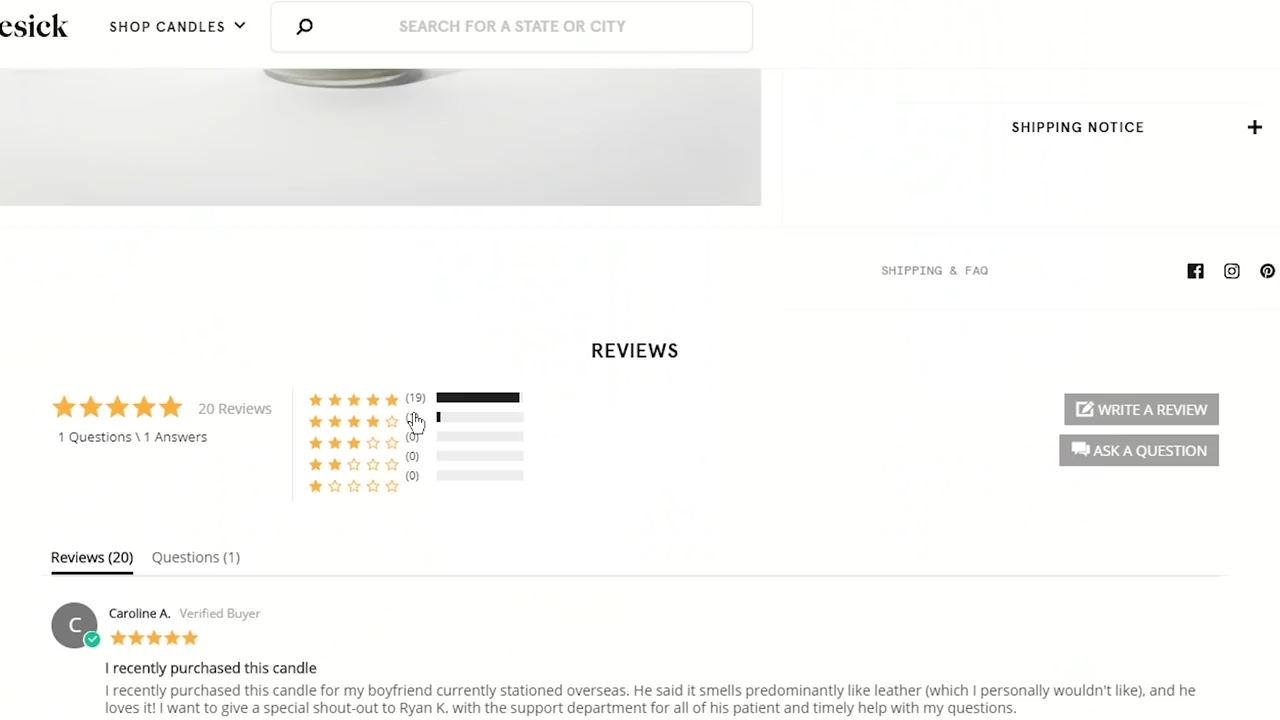 esick
SHOP CANDLES
SEARCH FOR A STATE OR CITY
SHIPPING NOTICE
SHIPPING & FAQ
REVIEWS
20 Reviews
1 Questions \ 1 Answers
(19)
(0)
(0)
(0)
WRITE A REVIEW
ASK A QUESTION
Reviews (20)
Questions (1)
C
Caroline A. Verified Buyer
I recently purchased this candle
I recently purchased this candle for my boyfriend currently stationed overseas. He said it smells predominantly like leather (which I personally wouldn't like), and he
loves it! I want to give a special shout-out to Ryan K. with the support department for all of his patient and timely help with my questions.